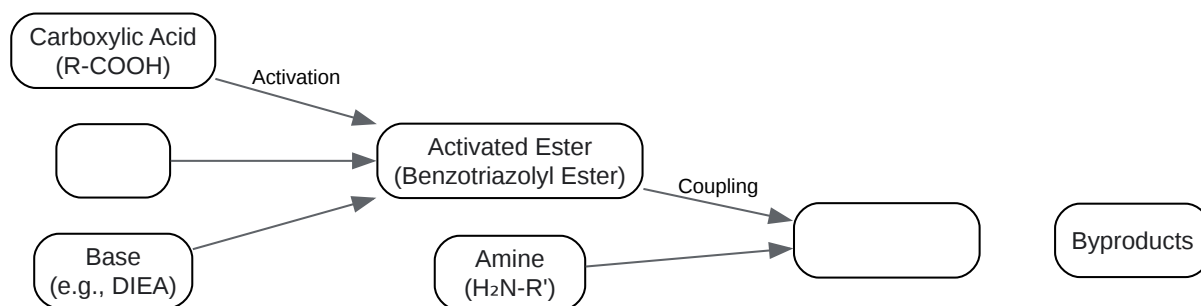 Carboxylic Acid
(R-COOH)
Activation
Activated Ester
(Benzotriazolyl Ester)
Coupling
Base
(e.g., DIEA)
Amine
(H₂N-R')
Byproducts